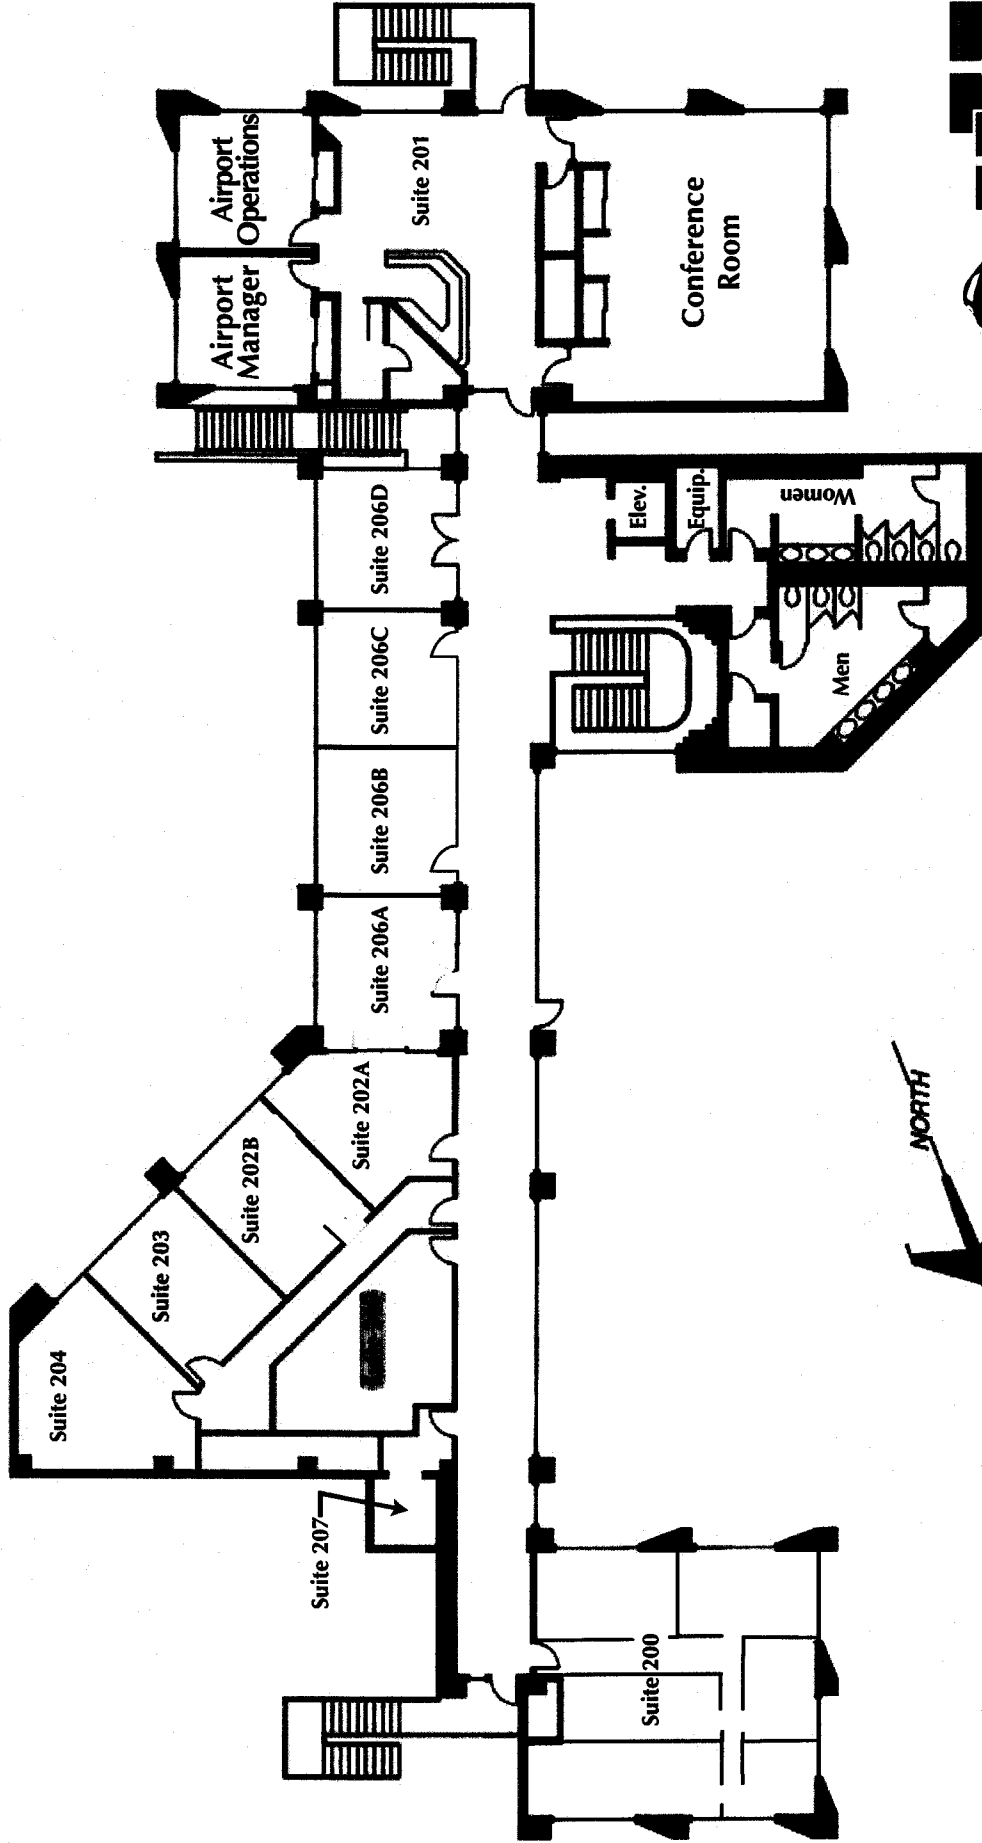 Airport
Operations
Airport
Manager
Suite 201
Conference
Room
Suite 206D
Elev.
Equip.
Women
Suite 206C
Men
Suite 206B
Suite 206A
Suite 202A
Suite 202B
Suite 203
Suite 204
Suite 207
Suite 200
NORTH